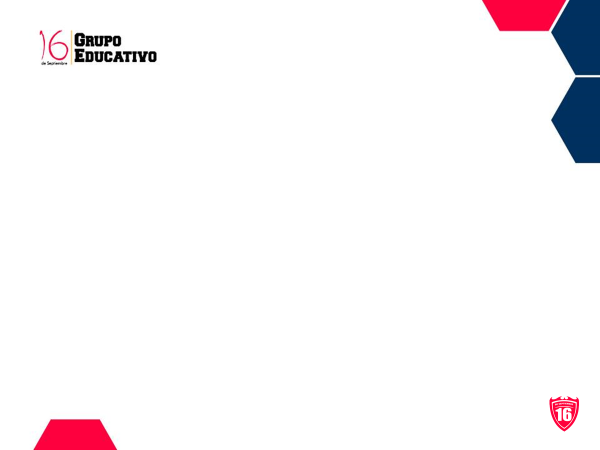 16
de Septiembre
GRUPO
EDUCATIVO
16